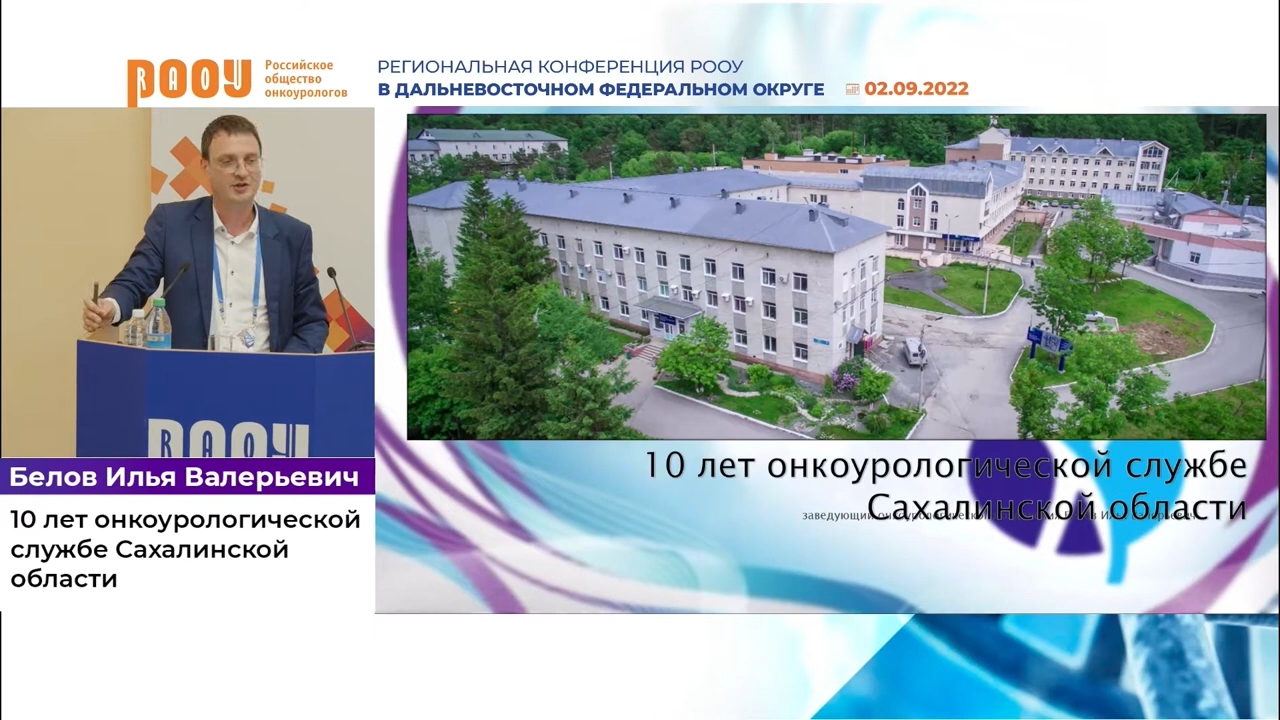 РООУ
Российское
общество
онкоурологов
РЕГИОНАЛЬНАЯ КОНФЕРЕНЦИЯ РООУ
В ДАЛЬНЕВОСТОЧНОМ ФЕДЕРАЛЬНОМ ОКРУГЕ
02.09.2022
RAOU
Белов Илья Валерьевич
10 лет онкоурологической
службе Сахалинской
области
10 лет онкоурологической службе
Сахалинской области
заведующий